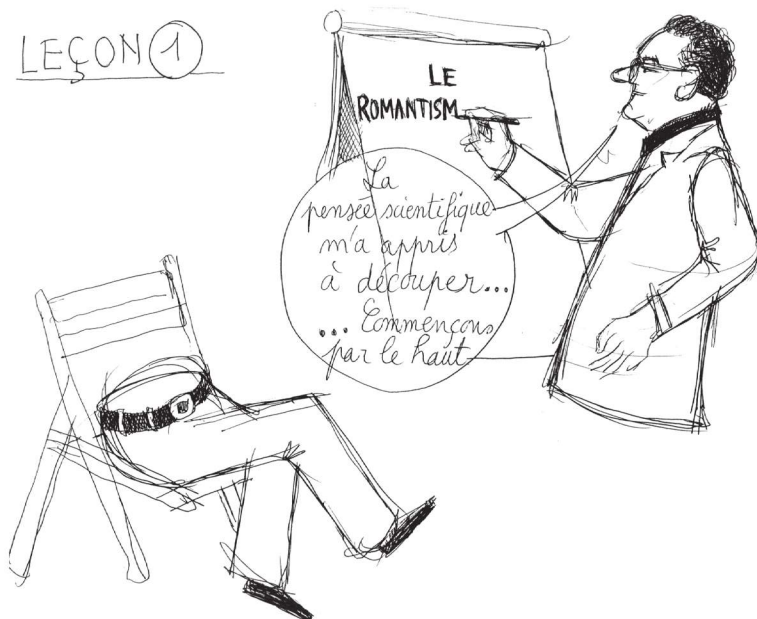 LEÇON 1
LE
ROMANTISM
La
pensée scientifique
m'a appris
à découper...
... Commençons
par le haut